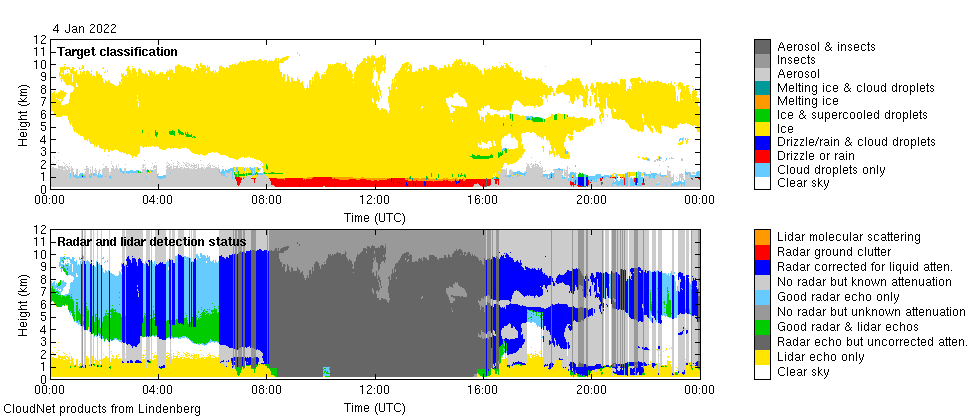 4 Jan 2022
Target classification
Height (km)
12
11
10
9
8
7
6
5
4
3
2
1
0
00:00 04:00 08:00 12:00 16:00 20:00 00:00
Time (UTC)
Aerosol & insects
Insects
Aerosol
Melting ice & cloud droplets
Melting ice
Ice & supercooled droplets
Ice
Drizzle/rain & cloud droplets
Drizzle or rain
Cloud droplets only
Clear sky
Radar and lidar detection status
Height (km)
12
11
10
9
8
7
6
5
4
3
2
1
0
00:00 04:00 08:00 12:00 16:00 20:00 00:00
Time (UTC)
Lidar molecular scattering
Radar ground clutter
Radar corrected for liquid atten.
No radar but known attenuation
Good radar echo only
No radar but unknown attenuation
Good radar & lidar echos
Radar echo but uncorrected atten.
Lidar echo only
Clear sky
CloudNet products from Lindenberg